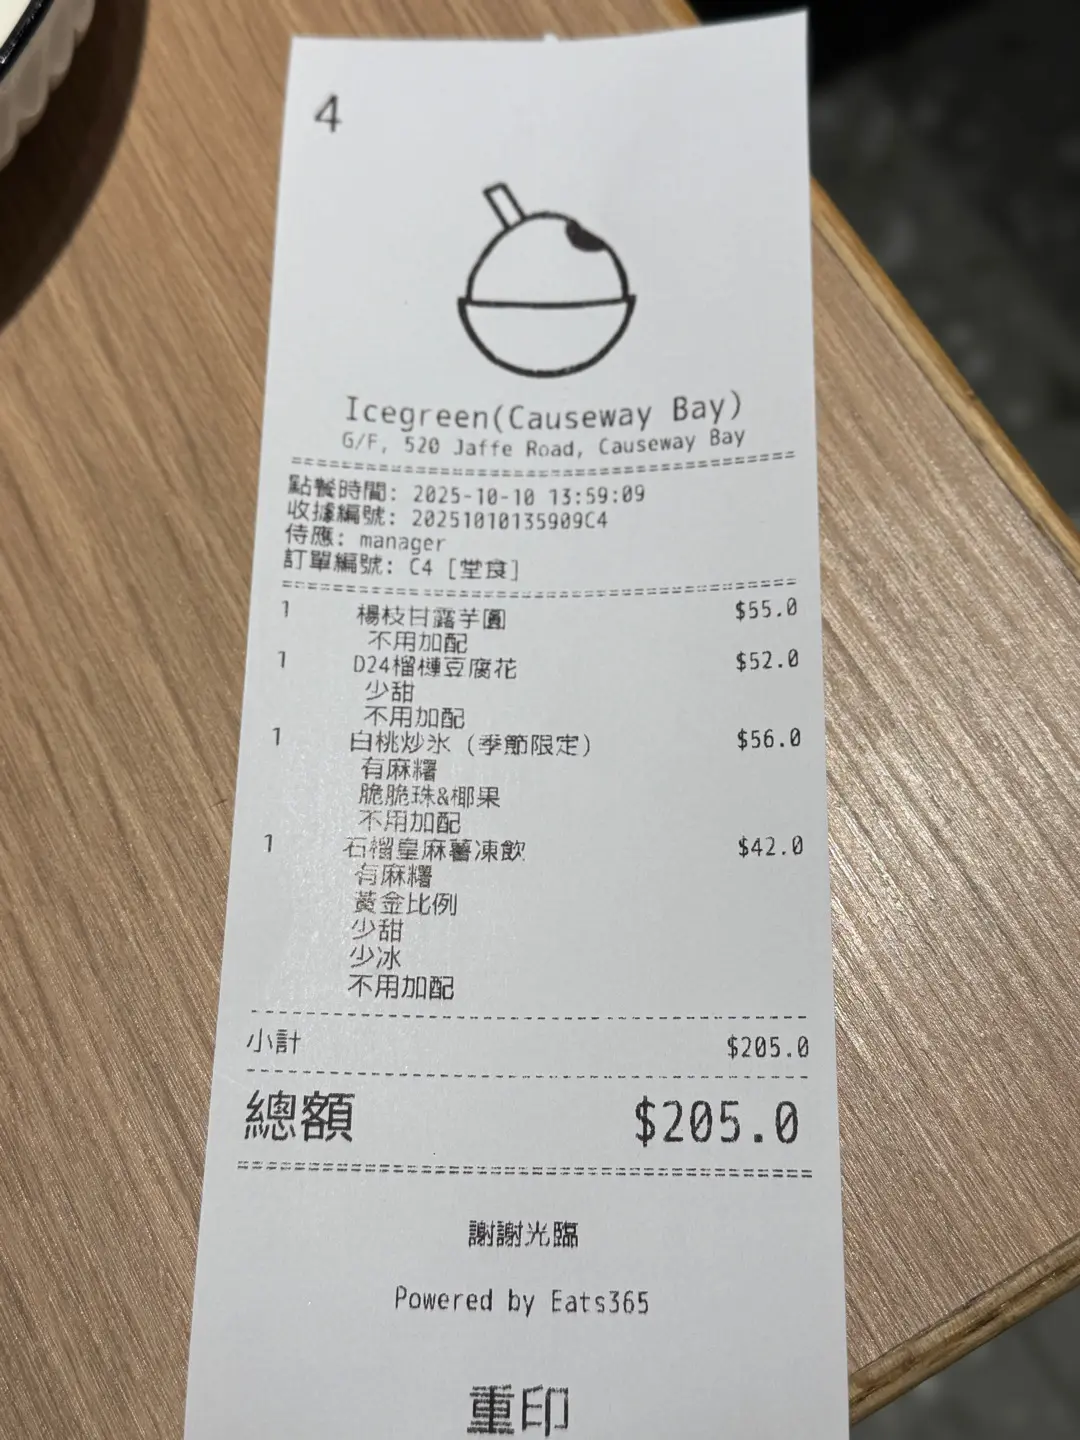 4
Icegreen(Causeway Bay)
G/F, 520 Jaffe Road, Causeway Bay
點餐時間: 2025-10-10 13:59:09
收據編號: 20251010135909C4
侍應: manager
訂單編號: C4 [堂食]
1 楊枝甘露芋圓 $55.0
不用加配
1 D24榴槤豆腐花 $52.0
少甜
不用加配
1 白桃炒氷 (季節限定) $56.0
有麻糬
脆脆珠&椰果
不用加配
1 石榴皇麻薯凍飲 $42.0
有麻糬
黃金比例
少甜
少冰
不用加配
小計 $205.0
總額 $205.0
謝謝光臨
Powered by Eats365
重印